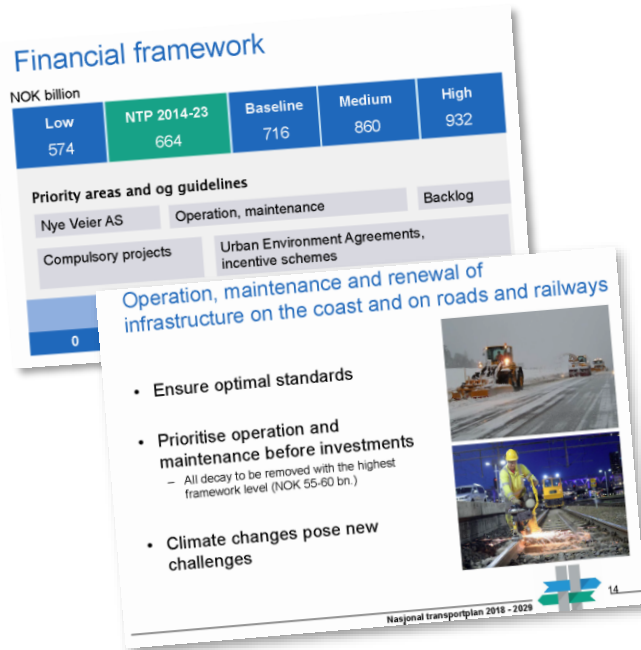 Financial framework
NOK billion
Low
574
NTP 2014-23
664
Baseline
716
Medium
860
High
932
Priority areas and og guidelines
Nye Veier AS
Operation, maintenance
Backlog
Compulsory projects
Urban Environment Agreements,
incentive schemes
0
Operation, maintenance and renewal of
infrastructure on the coast and on roads and railways
• Ensure optimal standards
• Prioritise operation and
maintenance before investments
– All decay to be removed with the highest
framework level (NOK 55-60 bn.)
• Climate changes pose new
challenges
Nasjonal transportplan 2018 - 2029
14